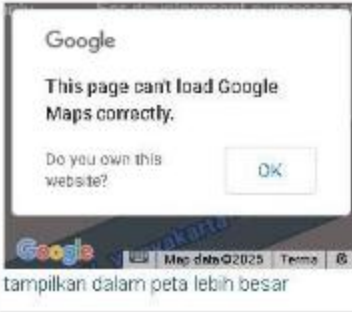 Google
This page can't load Google
Maps correctly.
Do you own this
website?
OK
Google
Map data ©2025 Terms
tampilkan dalam peta lebih besar